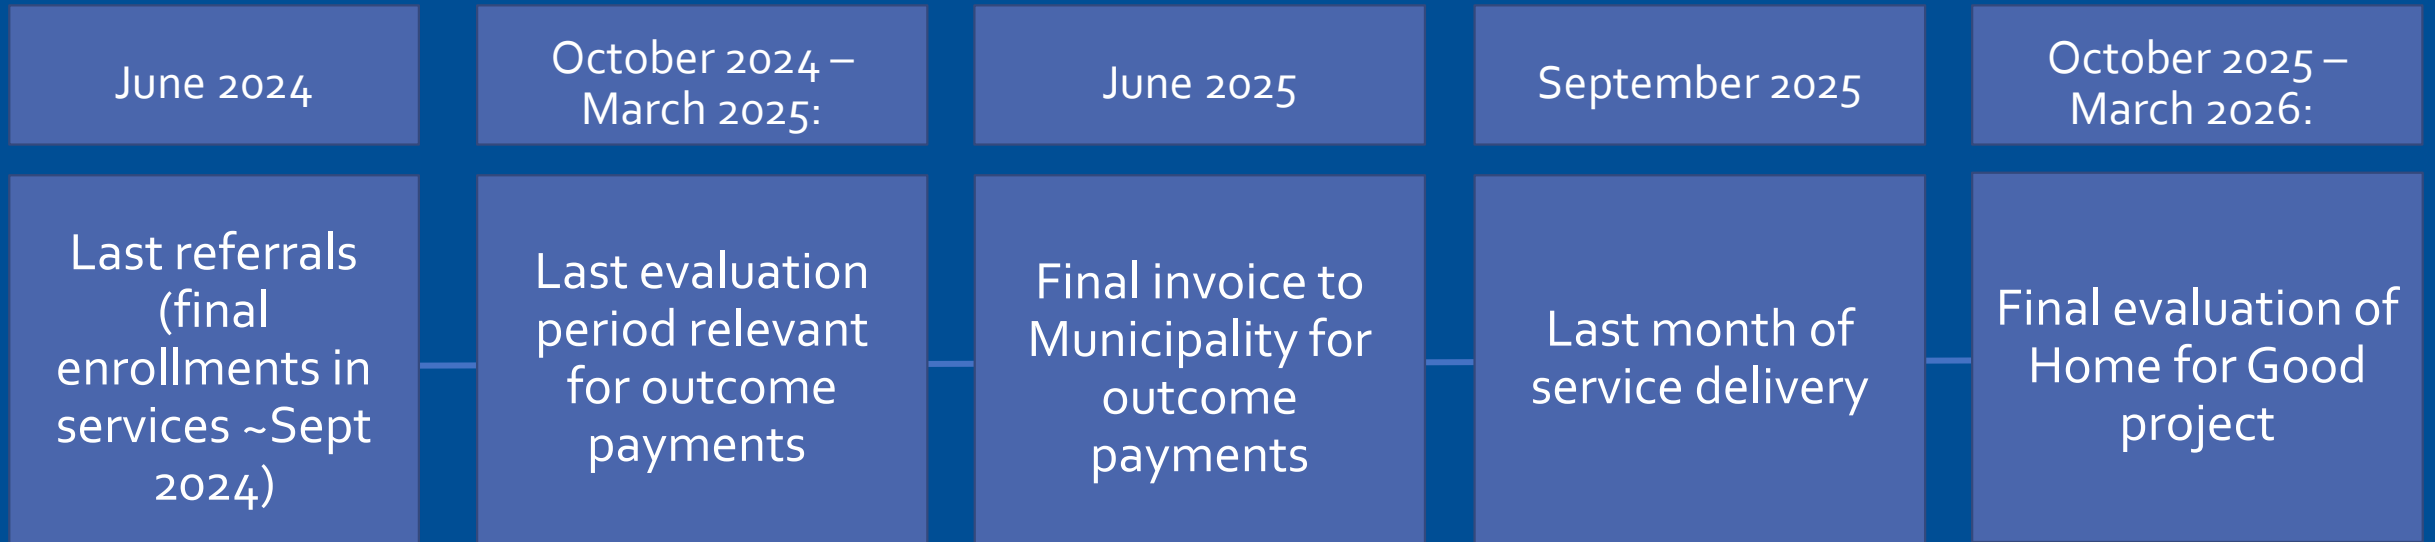 June 2024
October 2024 –
March 2025:
June 2025
September 2025
October 2025 –
March 2026:
Last referrals
(final
enrollments in
services ~Sept
2024)
Last evaluation
period relevant
for outcome
payments
Final invoice to
Municipality for
outcome
payments
Last month of
service delivery
Final evaluation of
Home for Good
project